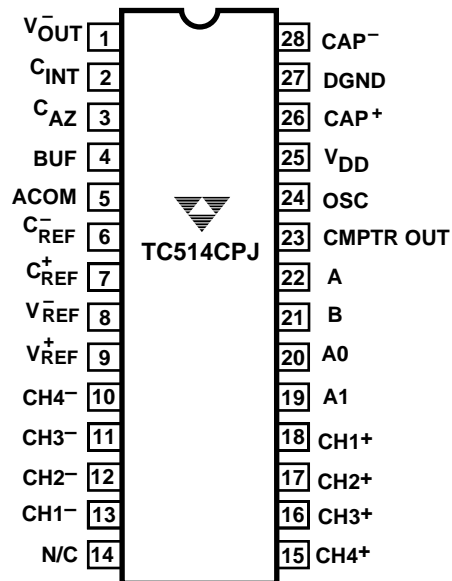 V⁻OUT 1
CINT 2
CAZ 3
BUF 4
ACOM 5
C⁻REF 6
C⁺REF 7
V⁻REF 8
V⁺REF 9
CH4– 10
CH3– 11
CH2– 12
CH1– 13
N/C 14
TC514CPJ
28 CAP–
27 DGND
26 CAP+
25 VDD
24 OSC
23 CMPTR OUT
22 A
21 B
20 A0
19 A1
18 CH1+
17 CH2+
16 CH3+
15 CH4+